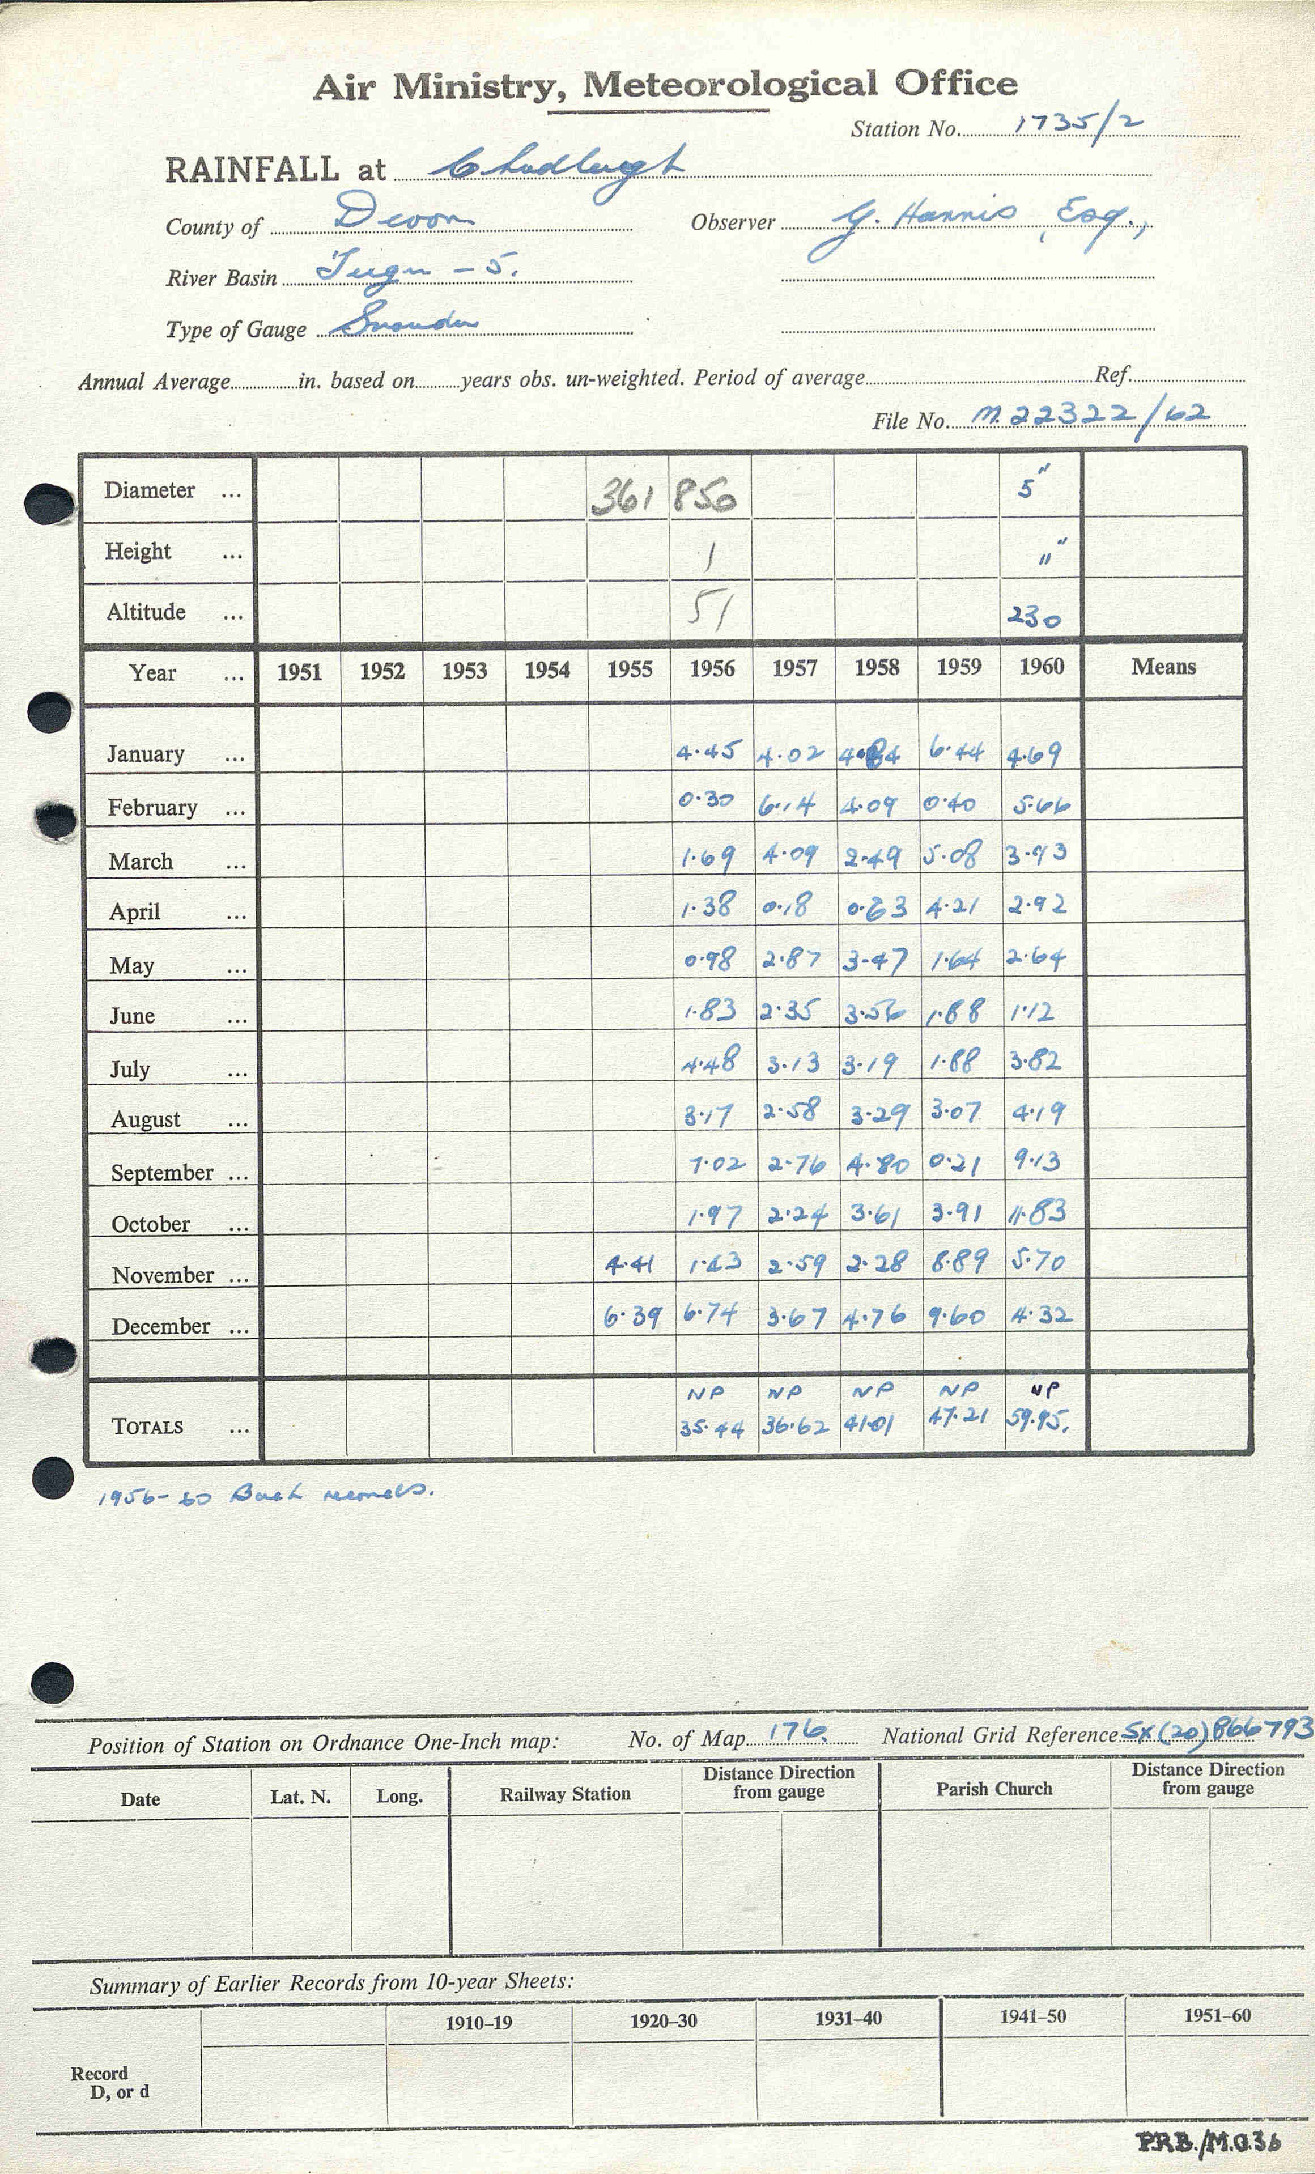 Air Ministry, Meteorological Office
Station No. 1735/2
RAINFALL at Chudleigh
County of Devon Observer G. Harris, Esq.,
River Basin Teign - 5.
Type of Gauge Snowdon
Annual Average in. based on years obs. un-weighted. Period of average Ref.
File No. M.22322/62
Diameter ... 361 850 5"
Height ... 1 11"
Altitude ... 51 230
Year ... 1951 1952 1953 1954 1955 1956 1957 1958 1959 1960 Means
January ... 4.45 4.02 4.84 6.44 4.69
February ... 0.30 6.14 4.09 0.40 5.66
March ... 1.69 4.09 2.49 5.08 3.93
April ... 1.38 0.18 0.63 4.21 2.92
May ... 0.98 2.87 3.47 1.64 2.64
June ... 1.83 2.35 3.56 1.88 1.12
July ... 4.48 3.13 3.19 1.88 3.82
August ... 3.17 2.58 3.29 3.07 4.19
September ... 7.02 2.76 4.80 0.21 9.13
October ... 1.97 2.24 3.61 3.91 11.83
November ... 4.41 1.43 2.59 2.28 8.89 5.70
December ... 6.39 6.74 3.67 4.76 9.60 4.32
NP NP NP NP NP
TOTALS ... 35.44 36.62 41.01 47.21 59.95.
1956-60 Back records.
Position of Station on Ordnance One-Inch map: No. of Map 176. National Grid Reference SX(20)866793
Date Lat. N. Long. Railway Station Distance Direction from gauge Parish Church Distance Direction from gauge
Summary of Earlier Records from 10-year Sheets:
1910–19 1920–30 1931–40 1941–50 1951–60
Record
D, or d
P.R.B./M.O.36